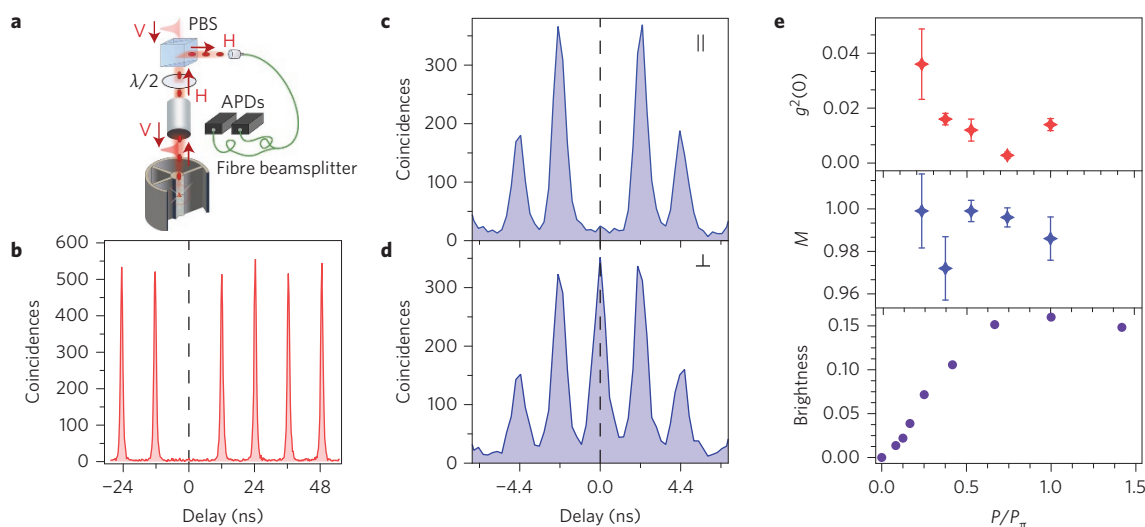 a
V
PBS
H
λ/2
H
APDs
V
Fibre beamsplitter
b
Coincidences
600
500
400
300
200
100
0
−24
0
24
48
Delay (ns)
c
||
Coincidences
300
200
100
0
d
⊥
Coincidences
300
200
100
0
−4.4
0.0
4.4
Delay (ns)
e
g²(0)
0.04
0.02
0.00
M
1.00
0.98
0.96
Brightness
0.15
0.10
0.05
0.00
0.0
0.5
1.0
1.5
P/Pπ